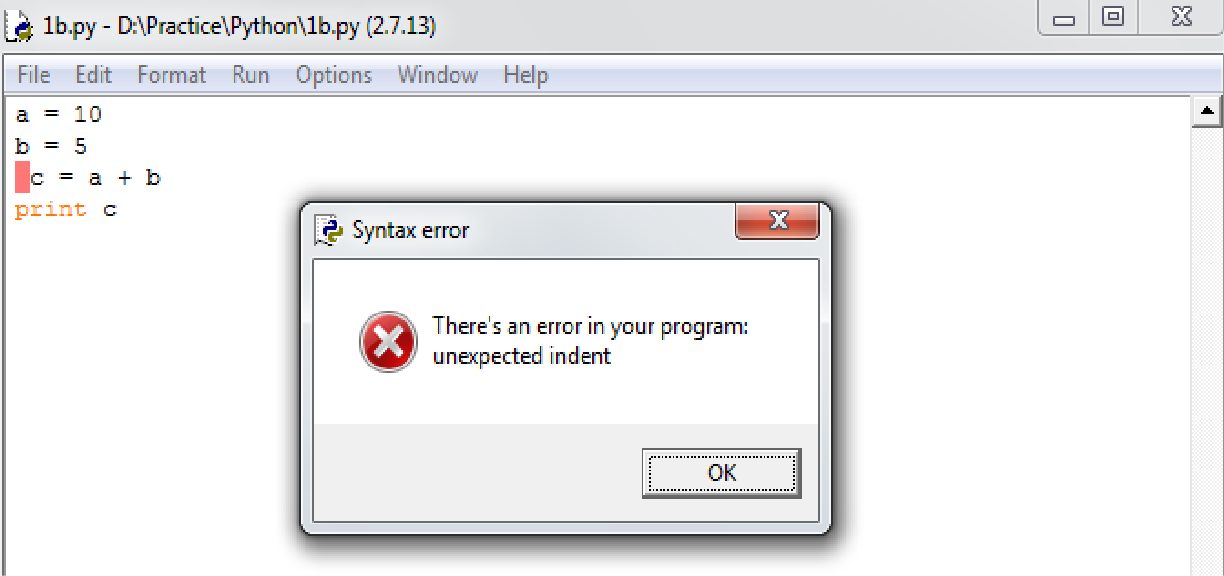 1b.py - D:\Practice\Python\1b.py (2.7.13)
File Edit Format Run Options Window Help
a = 10
b = 5
 c = a + b
print c
Syntax error
There's an error in your program:
unexpected indent
OK